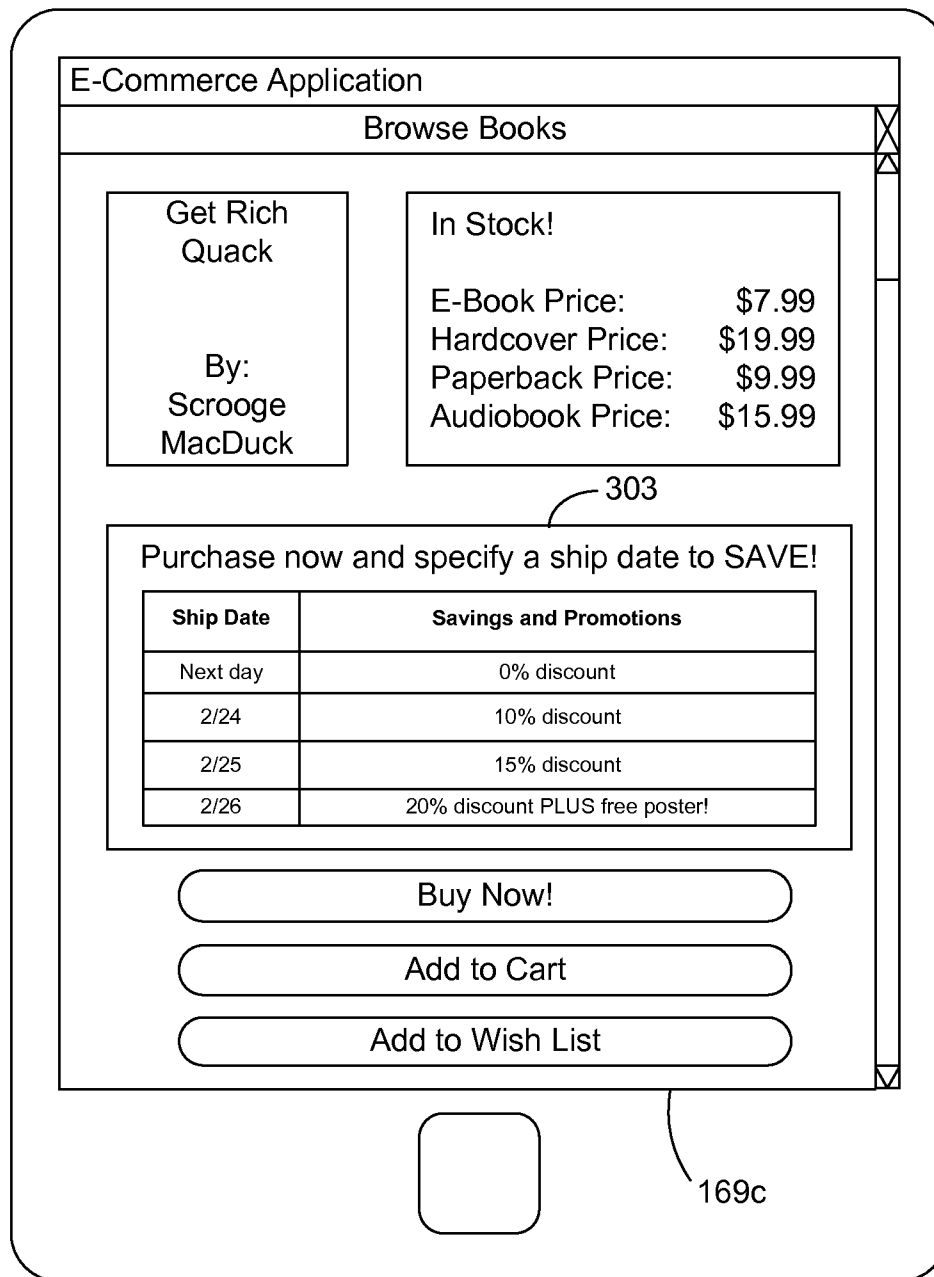 E-Commerce Application
Browse Books
Get Rich
Quack
By:
Scrooge
MacDuck
In Stock!
E-Book Price: $7.99
Hardcover Price: $19.99
Paperback Price: $9.99
Audiobook Price: $15.99
303
Purchase now and specify a ship date to SAVE!
Ship Date Savings and Promotions
Next day 0% discount
2/24 10% discount
2/25 15% discount
2/26 20% discount PLUS free poster!
Buy Now!
Add to Cart
Add to Wish List
169c